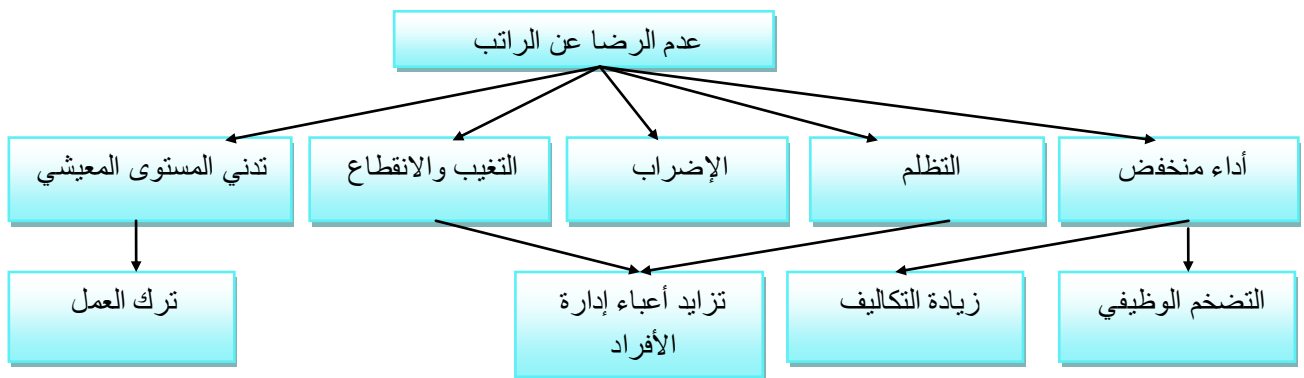 عدم الرضا عن الراتب
أداء منخفض
التظلم
الإضراب
التغيب والانقطاع
تدني المستوى المعيشي
التضخم الوظيفي
زيادة التكاليف
تزايد أعباء إدارة
الأفراد
ترك العمل